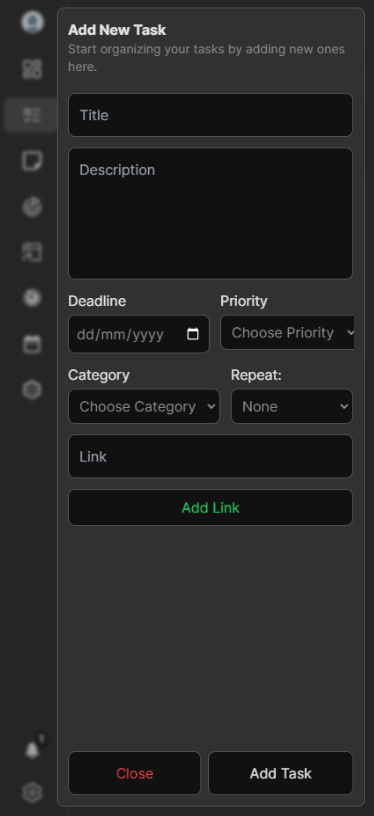 Add New Task
Start organizing your tasks by adding new ones
here.
Title
Description
Deadline
Priority
dd/mm/yyyy
Choose Priority
Category
Repeat:
Choose Category
None
Link
Add Link
Close
Add Task